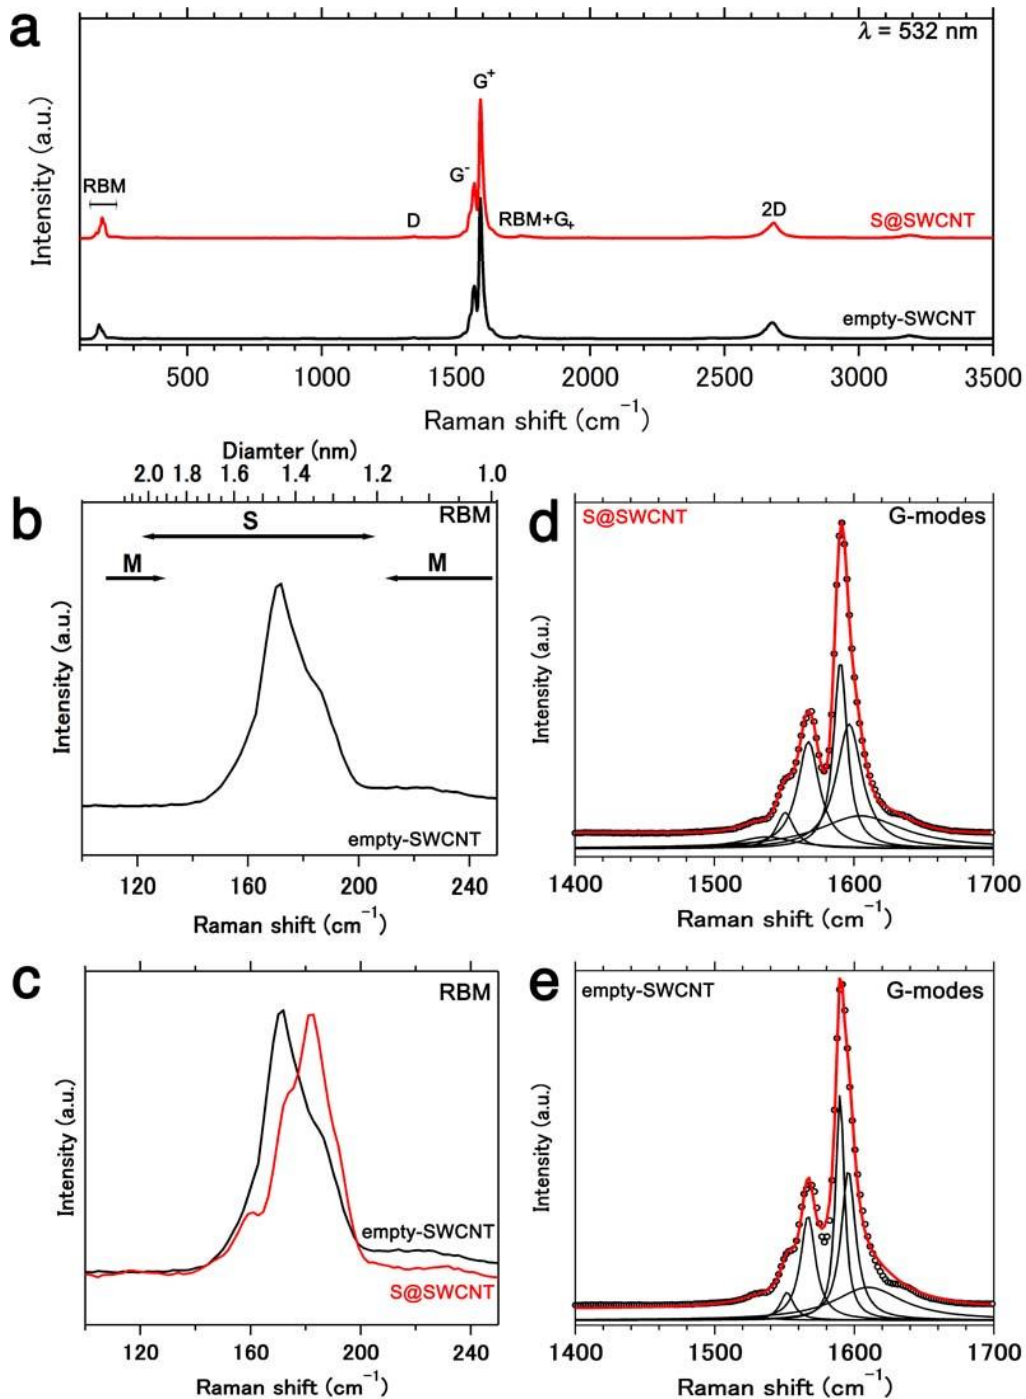 a
λ = 532 nm
G⁺
G⁻
RBM
D
RBM+G₊
2D
S@SWCNT
empty-SWCNT
Intensity (a.u.)
500 1000 1500 2000 2500 3000 3500
Raman shift (cm⁻¹)
b
Diamter (nm)
2.0 1.8 1.6 1.4 1.2 1.0
RBM
S
M M
empty-SWCNT
Intensity (a.u.)
120 160 200 240
Raman shift (cm⁻¹)
c
RBM
empty-SWCNT
S@SWCNT
Intensity (a.u.)
120 160 200 240
Raman shift (cm⁻¹)
d
S@SWCNT G-modes
Intensity (a.u.)
1400 1500 1600 1700
Raman shift (cm⁻¹)
e
empty-SWCNT G-modes
Intensity (a.u.)
1400 1500 1600 1700
Raman shift (cm⁻¹)